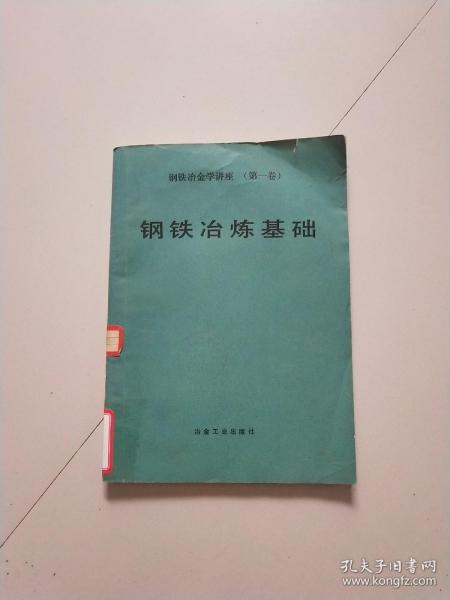 钢铁冶金学讲座 （第一卷）
钢铁冶炼基础
冶金工业出版社
孔夫子旧书网
www.kongfz.com